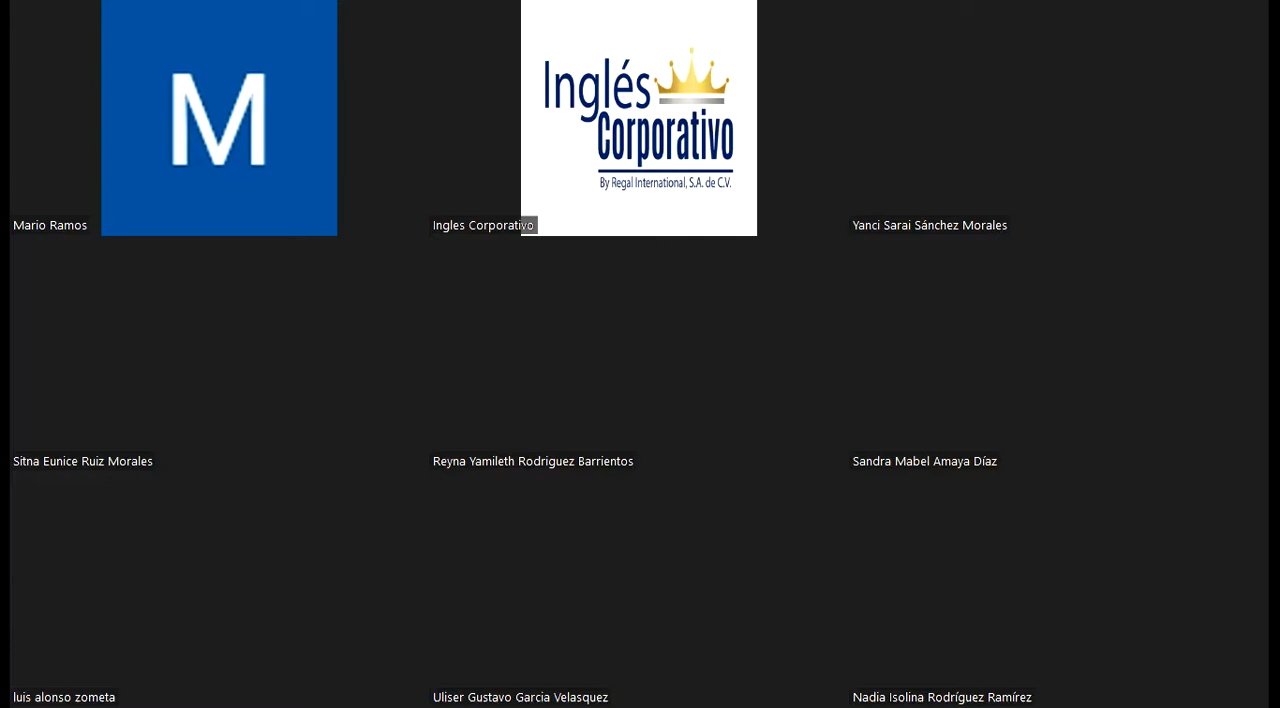 M
Inglés
Corporativo
By Regal International, S.A. de C.V.
Mario Ramos
Ingles Corporativo
Yanci Sarai Sánchez Morales
Sitna Eunice Ruiz Morales
Reyna Yamileth Rodriguez Barrientos
Sandra Mabel Amaya Díaz
luis alonso zometa
Uliser Gustavo Garcia Velasquez
Nadia Isolina Rodríguez Ramírez